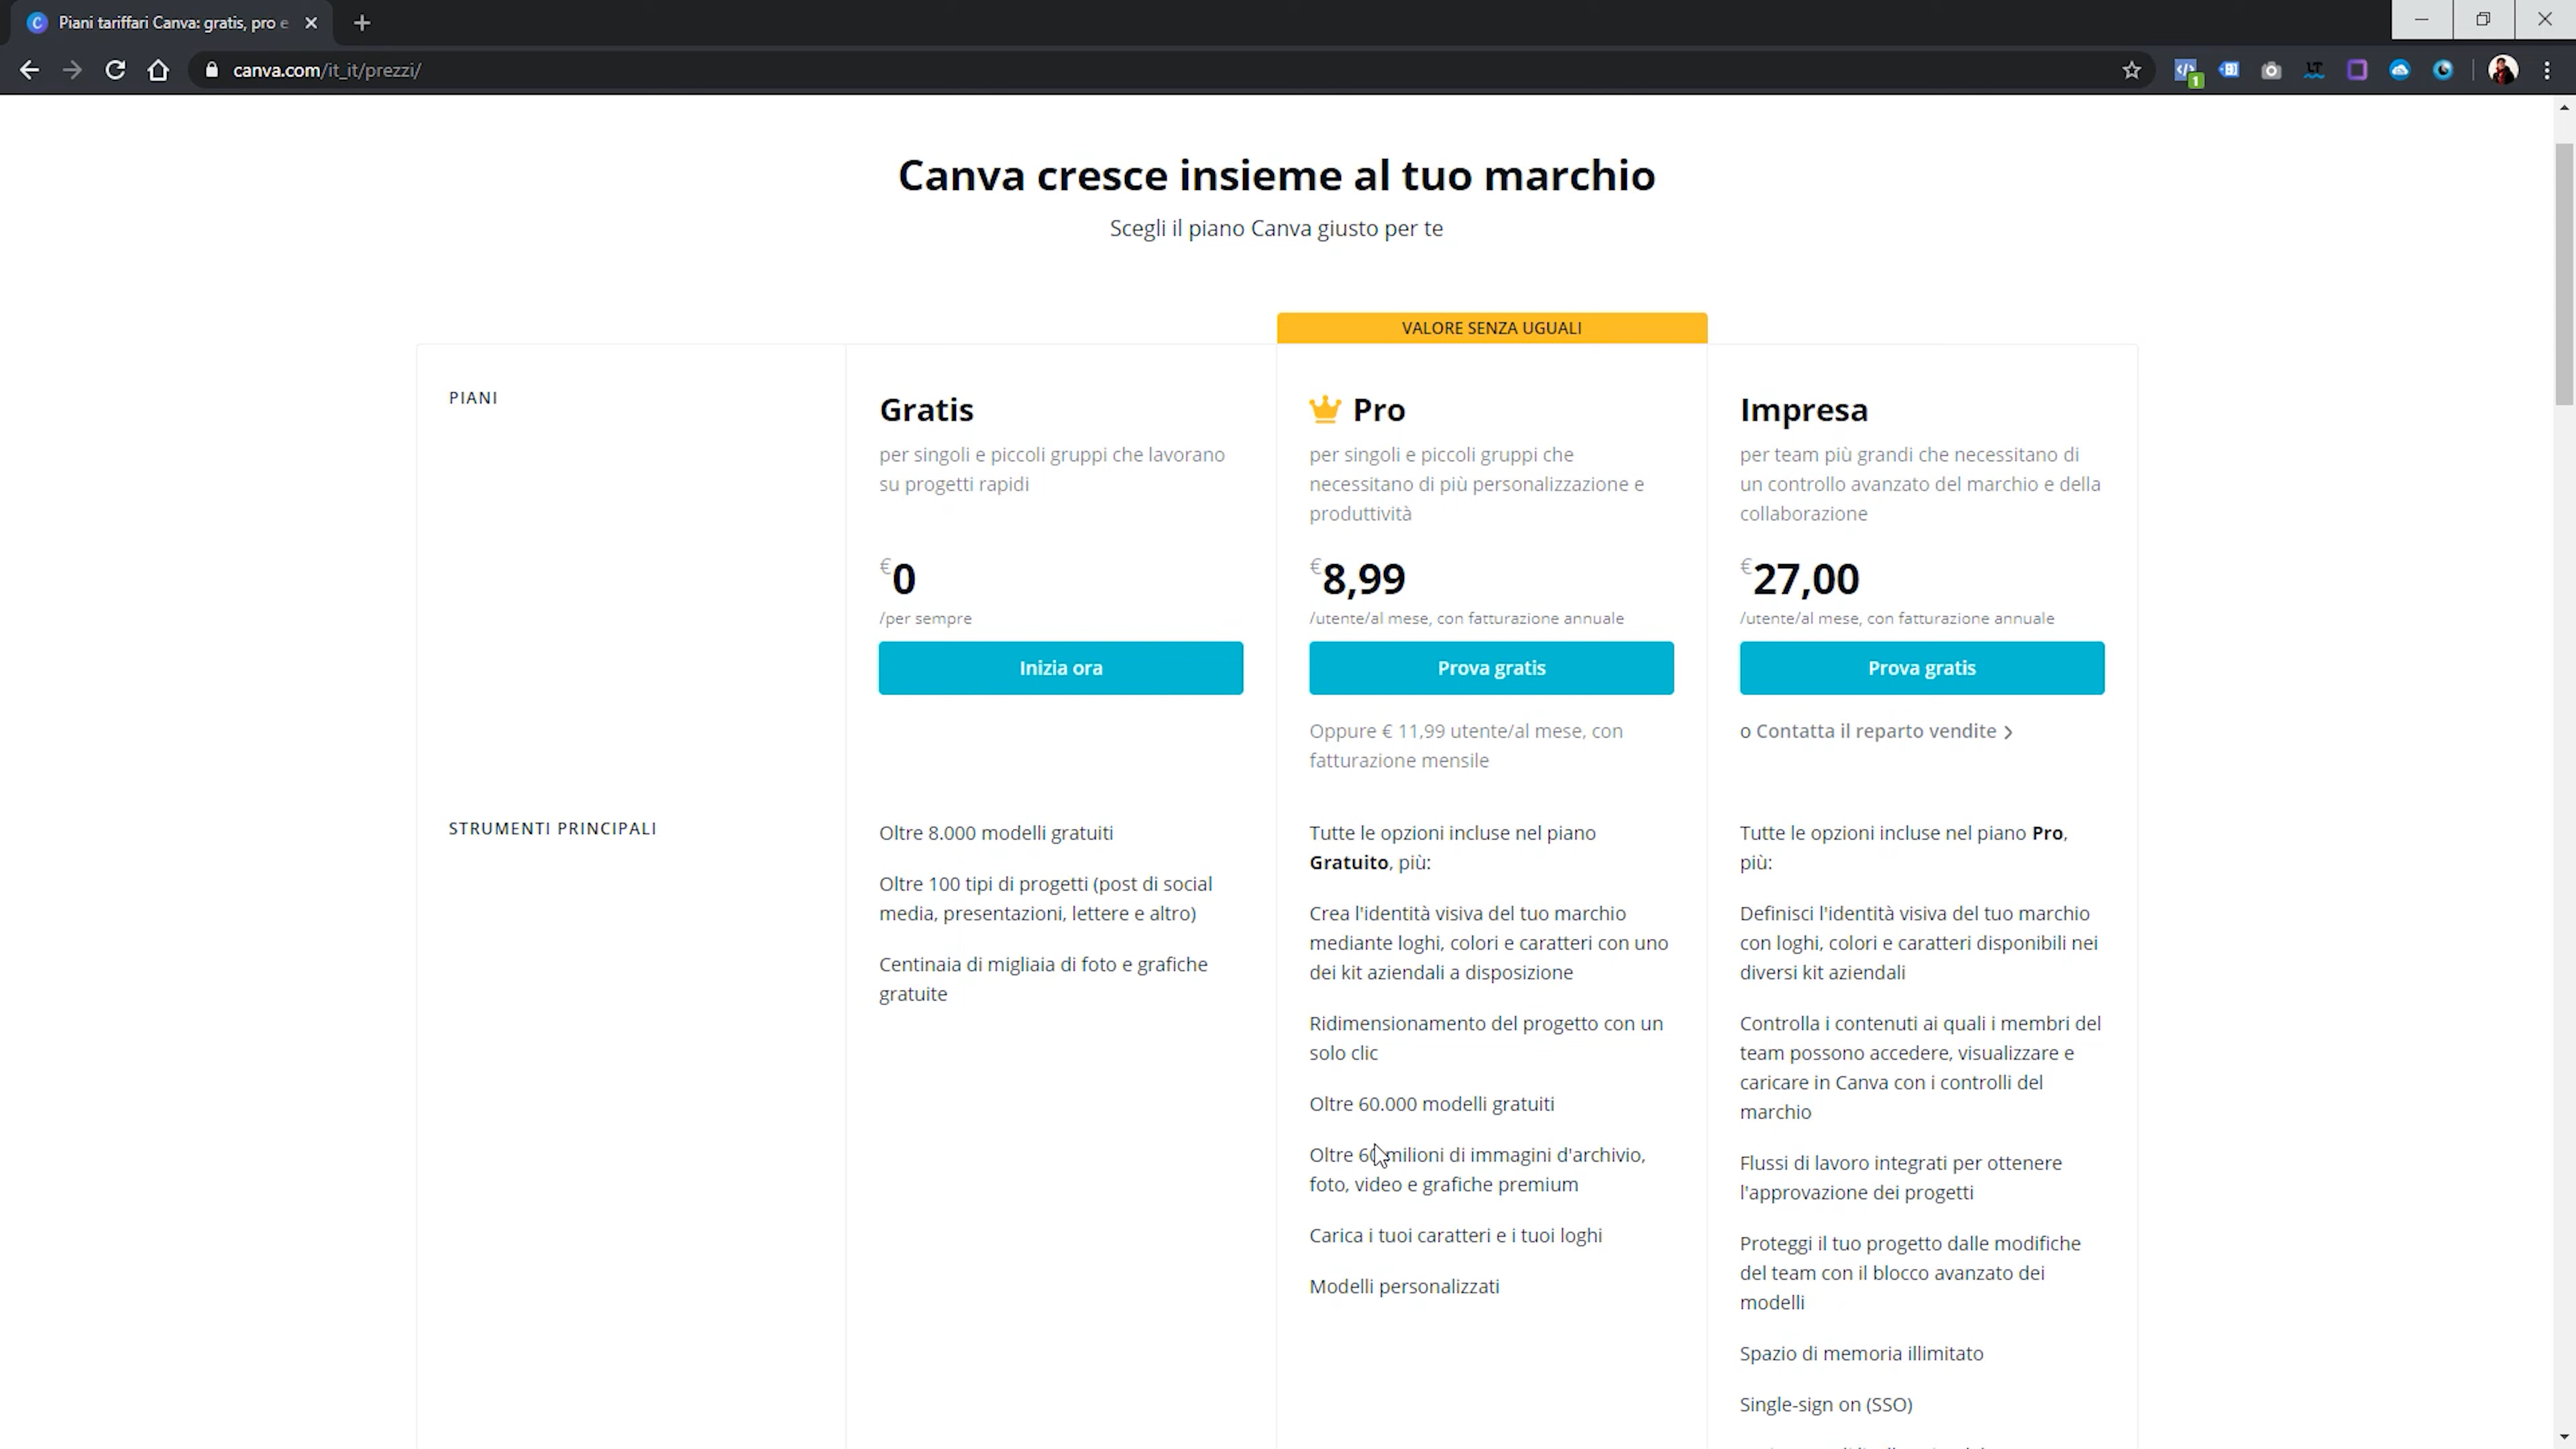 Piani tariffari Canva: gratis, pro e
canva.com/it_it/prezzi/
1
Canva cresce insieme al tuo marchio
Scegli il piano Canva giusto per te
VALORE SENZA UGUALI
PIANI
Gratis
per singoli e piccoli gruppi che lavorano
su progetti rapidi
€0
/per sempre
Inizia ora
Pro
per singoli e piccoli gruppi che
necessitano di più personalizzazione e
produttività
€8,99
/utente/al mese, con fatturazione annuale
Prova gratis
Oppure € 11,99 utente/al mese, con
fatturazione mensile
Impresa
per team più grandi che necessitano di
un controllo avanzato del marchio e della
collaborazione
€27,00
/utente/al mese, con fatturazione annuale
Prova gratis
o Contatta il reparto vendite >
STRUMENTI PRINCIPALI
Oltre 8.000 modelli gratuiti
Oltre 100 tipi di progetti (post di social
media, presentazioni, lettere e altro)
Centinaia di migliaia di foto e grafiche
gratuite
Tutte le opzioni incluse nel piano
Gratuito, più:
Crea l'identità visiva del tuo marchio
mediante loghi, colori e caratteri con uno
dei kit aziendali a disposizione
Ridimensionamento del progetto con un
solo clic
Oltre 60.000 modelli gratuiti
Oltre 60 milioni di immagini d'archivio,
foto, video e grafiche premium
Carica i tuoi caratteri e i tuoi loghi
Modelli personalizzati
Tutte le opzioni incluse nel piano Pro,
più:
Definisci l'identità visiva del tuo marchio
con loghi, colori e caratteri disponibili nei
diversi kit aziendali
Controlla i contenuti ai quali i membri del
team possono accedere, visualizzare e
caricare in Canva con i controlli del
marchio
Flussi di lavoro integrati per ottenere
l'approvazione dei progetti
Proteggi il tuo progetto dalle modifiche
del team con il blocco avanzato dei
modelli
Spazio di memoria illimitato
Single-sign on (SSO)